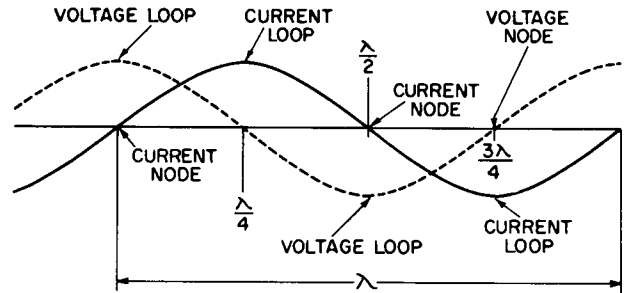 VOLTAGE LOOP
CURRENT
LOOP
VOLTAGE
NODE
λ
2
CURRENT
NODE
CURRENT
NODE
λ
4
3λ
4
VOLTAGE LOOP
CURRENT
LOOP
λ